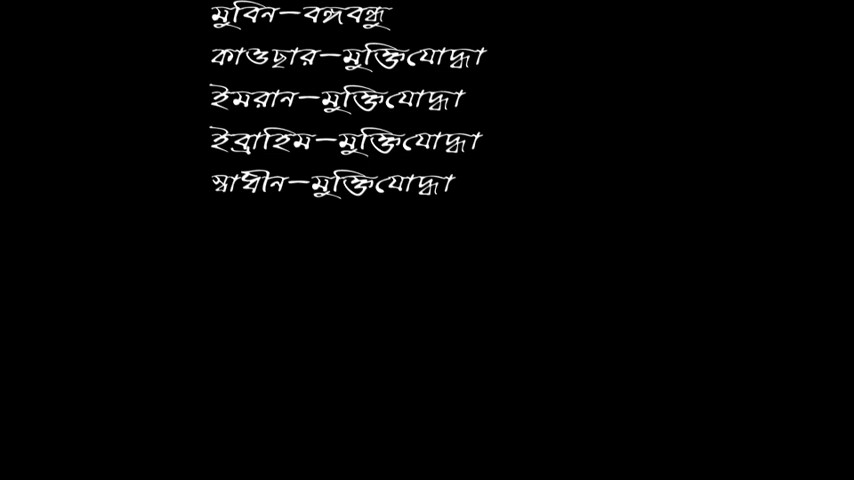 মুবিন-বঙ্গবন্ধু
কাওছার-মুক্তিযোদ্ধা
ইমরান-মুক্তিযোদ্ধা
ইব্রাহিম-মুক্তিযোদ্ধা
স্বাধীন-মুক্তিযোদ্ধা